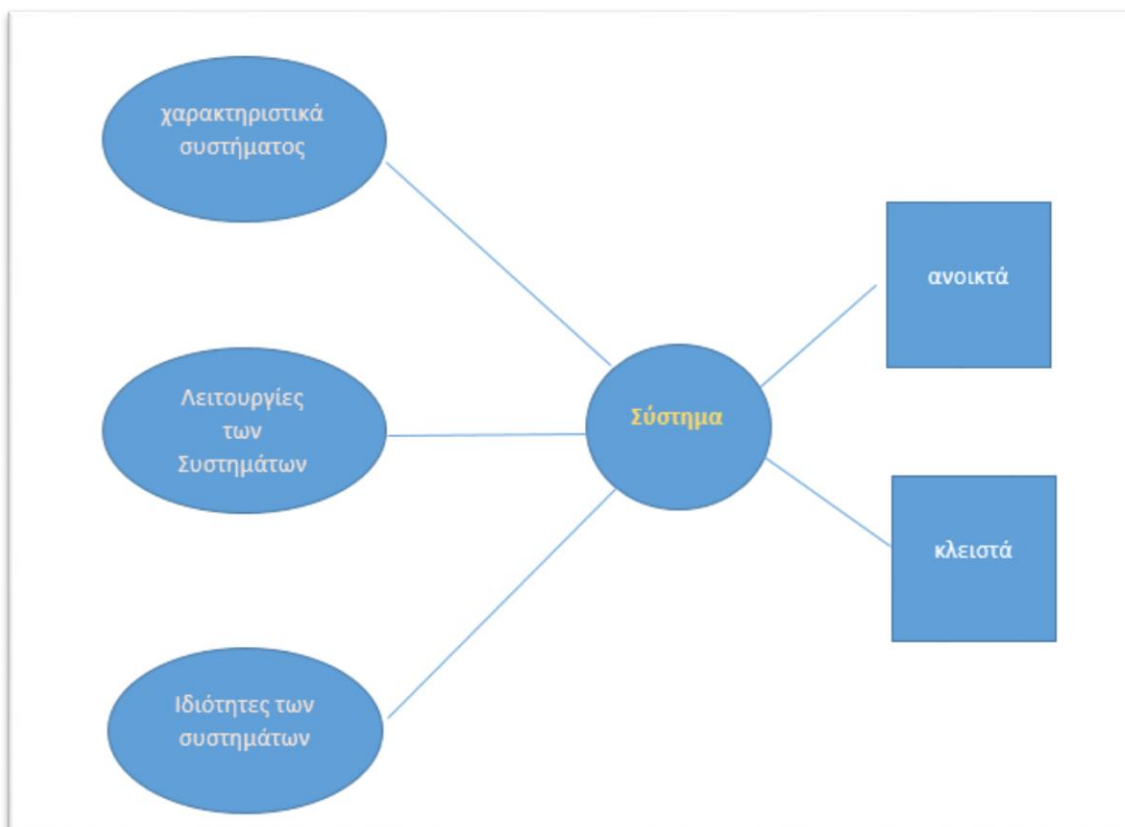 χαρακτηριστικά
συστήματος
ανοικτά
Λειτουργίες
των
Συστημάτων
Σύστημα
κλειστά
Ιδιότητες των
συστημάτων